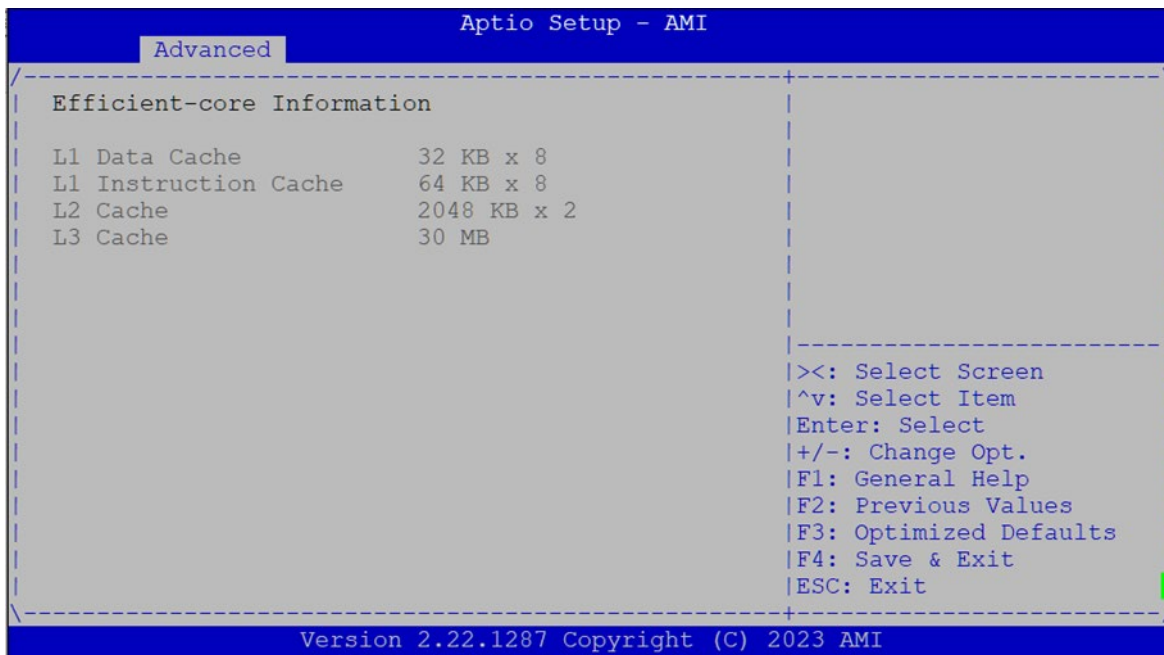 Aptio Setup - AMI
Advanced
Efficient-core Information
L1 Data Cache 32 KB x 8
L1 Instruction Cache 64 KB x 8
L2 Cache 2048 KB x 2
L3 Cache 30 MB
><: Select Screen
^v: Select Item
Enter: Select
+/-: Change Opt.
F1: General Help
F2: Previous Values
F3: Optimized Defaults
F4: Save & Exit
ESC: Exit
Version 2.22.1287 Copyright (C) 2023 AMI